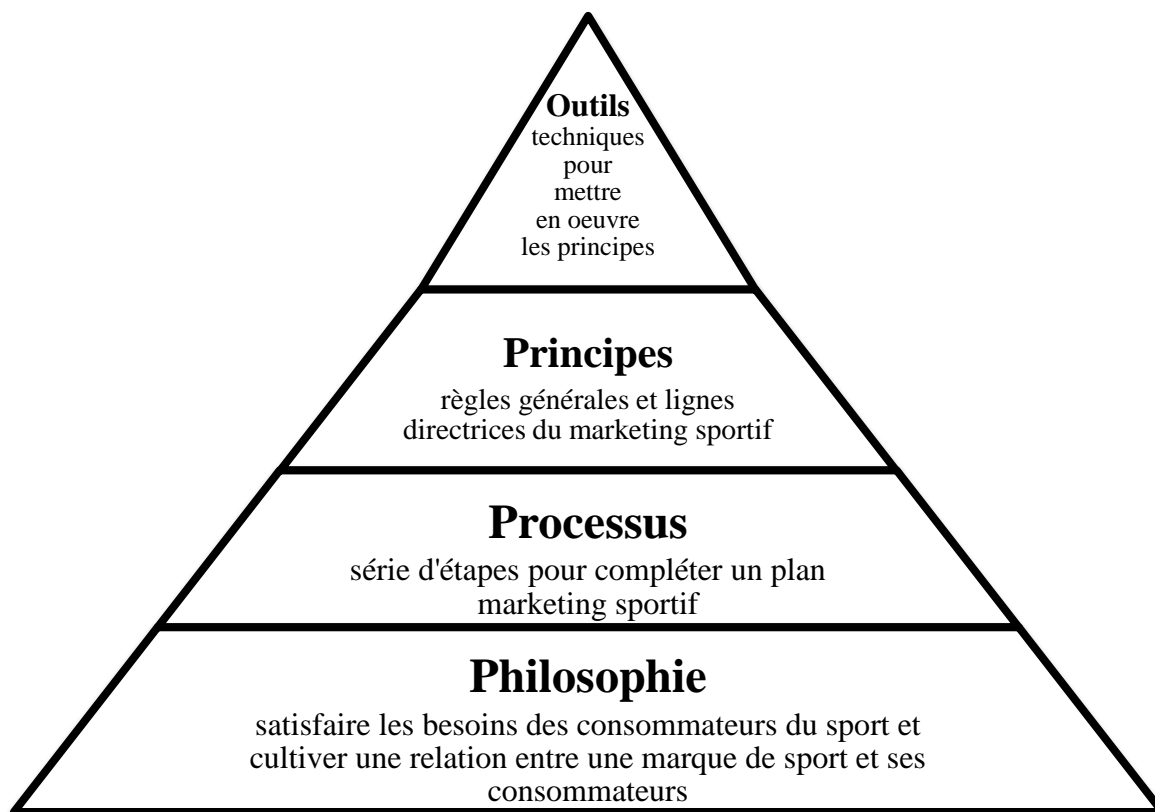 Outils
techniques
pour
mettre
en oeuvre
les principes
Principes
règles générales et lignes
directrices du marketing sportif
Processus
série d'étapes pour compléter un plan
marketing sportif
Philosophie
satisfaire les besoins des consommateurs du sport et
cultiver une relation entre une marque de sport et ses
consommateurs